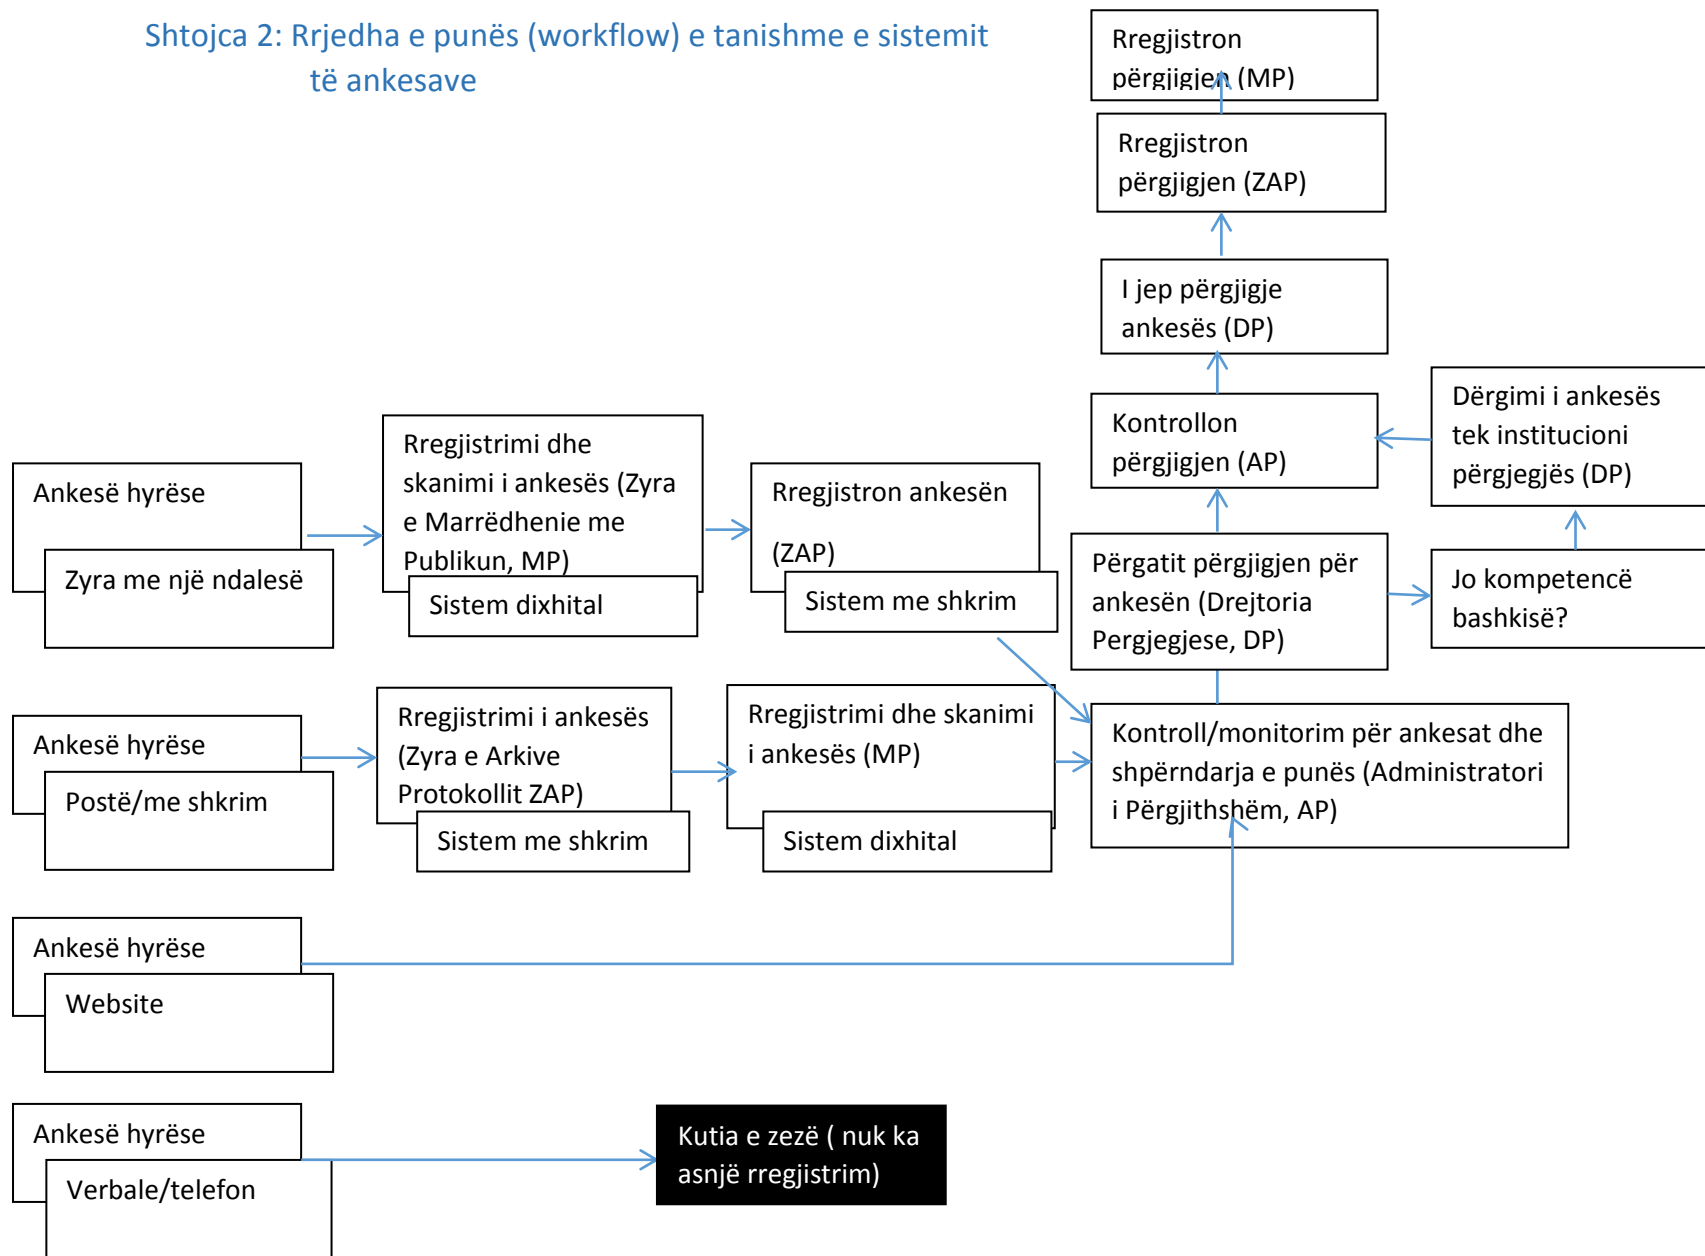 Shtojca 2: Rrjedha e punës (workflow) e tanishme e sistemit
të ankesave
Rregjistron
përgjigjen (MP)
Rregjistron
përgjigjen (ZAP)
I jep përgjigje
ankesës (DP)
Kontrollon
përgjigjen (AP)
Dërgimi i ankesës
tek institucioni
përgjegjës (DP)
Ankesë hyrëse
Zyra me një ndalesë
Rregjistrimi dhe
skanimi i ankesës (Zyra
e Marrëdhenie me
Publikun, MP)
Sistem dixhital
Rregjistron ankesën
(ZAP)
Sistem me shkrim
Përgatit përgjigjen për
ankesën (Drejtoria
Pergjegjese, DP)
Jo kompetencë
bashkisë?
Ankesë hyrëse
Postë/me shkrim
Rregjistrimi i ankesës
(Zyra e Arkive
Protokollit ZAP)
Sistem me shkrim
Rregjistrimi dhe skanimi
i ankesës (MP)
Sistem dixhital
Kontroll/monitorim për ankesat dhe
shpërndarja e punës (Administratori
i Përgjithshëm, AP)
Ankesë hyrëse
Website
Ankesë hyrëse
Verbale/telefon
Kutia e zezë ( nuk ka
asnjë rregjistrim)